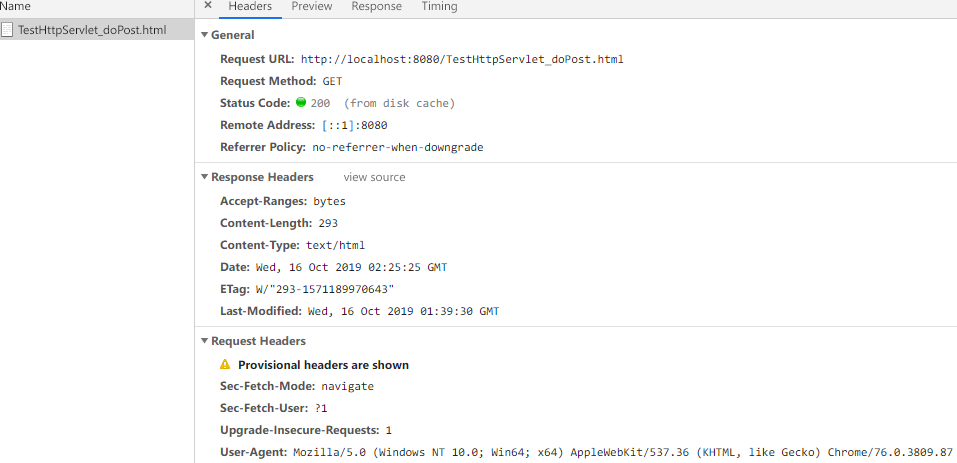 Name
Headers Preview Response Timing
TestHttpServlet_doPost.html
General
Request URL: http://localhost:8080/TestHttpServlet_doPost.html
Request Method: GET
Status Code: 200 (from disk cache)
Remote Address: [::1]:8080
Referrer Policy: no-referrer-when-downgrade
Response Headers view source
Accept-Ranges: bytes
Content-Length: 293
Content-Type: text/html
Date: Wed, 16 Oct 2019 02:25:25 GMT
ETag: W/"293-1571189970643"
Last-Modified: Wed, 16 Oct 2019 01:39:30 GMT
Request Headers
Provisional headers are shown
Sec-Fetch-Mode: navigate
Sec-Fetch-User: ?1
Upgrade-Insecure-Requests: 1
User-Agent: Mozilla/5.0 (Windows NT 10.0; Win64; x64) AppleWebKit/537.36 (KHTML, like Gecko) Chrome/76.0.3809.87